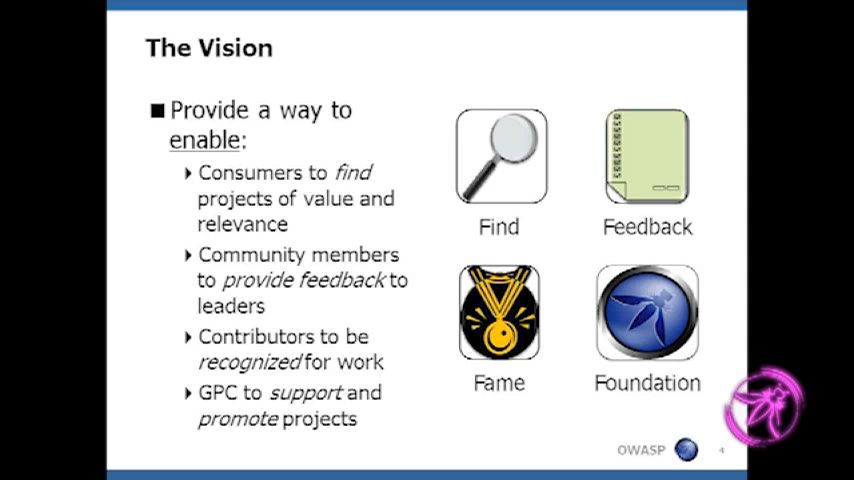 The Vision
Provide a way to
enable:
Consumers to find
projects of value and
relevance
Community members
to provide feedback to
leaders
Contributors to be
recognized for work
GPC to support and
promote projects
Find
Feedback
Fame
Foundation
OWASP
4